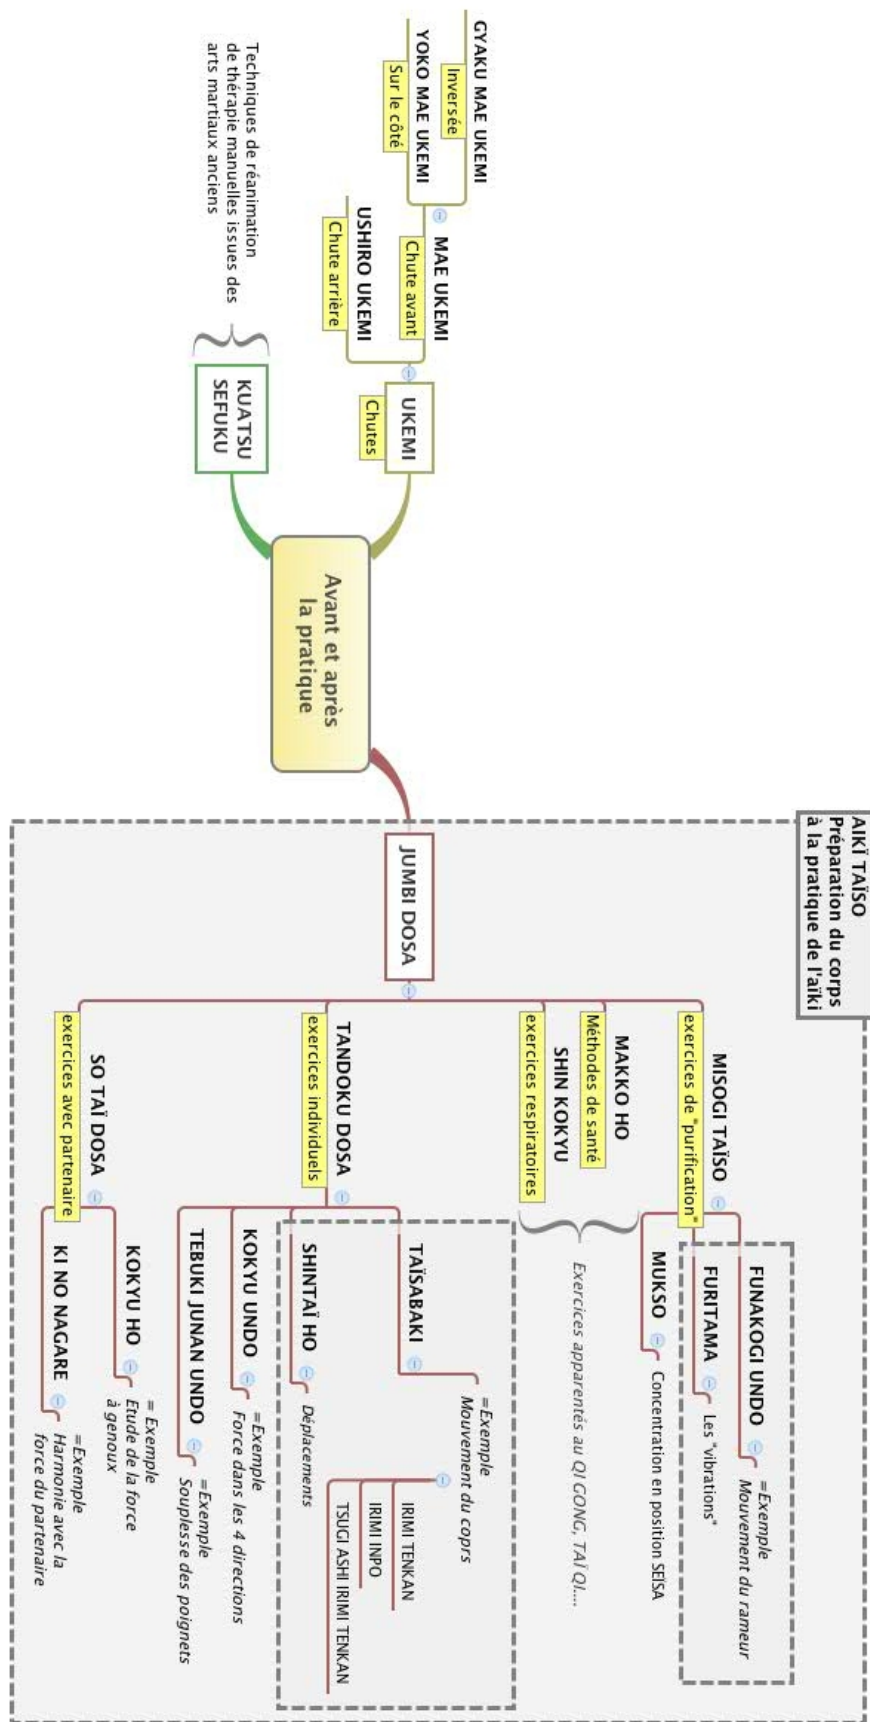 AIKÏ TAÏSO
Préparation du corps
à la pratique de l'aïki
GYAKU MAE UKEMI
Inversée
YOKO MAE UKEMI
Sur le côté
MAE UKEMI
Chute avant
USHIRO UKEMI
Chute arrière
UKEMI
Chutes
Techniques de réanimation
de thérapie manuelles issues des
arts martiaux anciens
KUATSU
SEFUKU
Avant et après
la pratique
JUMBI DOSA
MISOGI TAÏSO
exercices de "purification"
FUNAKOGI UNDO
=Exemple
Mouvement du rameur
FURITAMA
Les "vibrations"
MUKSO
Concentration en position SEÏSA
MAKKO HO
Méthodes de santé
SHIN KOKYU
exercices respiratoires
Exercices apparentés au QI GONG, TAÏ QI....
TANDOKU DOSA
exercices individuels
TAÏSABAKI
=Exemple
Mouvement du coprs
IRIMI TENKAN
IRIMI INPO
TSUGI ASHI IRIMI TENKAN
SHINTAÏ HO
Déplacements
KOKYU UNDO
=Exemple
Force dans les 4 directions
TEBUKI JUNAN UNDO
=Exemple
Souplesse des poignets
SO TAÏ DOSA
exercices avec partenaire
KOKYU HO
= Exemple
Etude de la force
à genoux
KI NO NAGARE
=Exemple
Harmonie avec la
force du partenaire